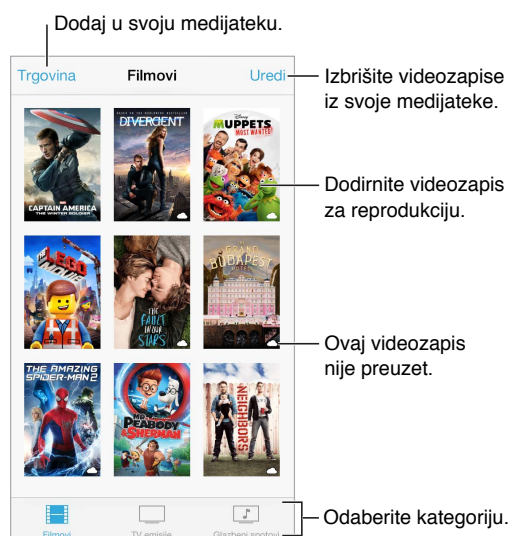 Dodaj u svoju medijateku.
Trgovina
Filmovi
Uredi
Izbrišite videozapise
iz svoje medijateke.
CAPTAIN AMERICA
THE WINTER SOLDIER
DIVERGENT
Disney
MUPPETS
MOST WANTED
Dodirnite videozapis
za reprodukciju.
THE LEGO
MOVIE
THE
FAULT
IN OUR
STARS
GRAND
BUDAPEST
HOTEL
Ovaj videozapis
nije preuzet.
THE AMAZING
SPIDER-MAN 2
MR.
PEABODY
&SHERMAN
NEIGHBORS
Filmovi
TV emisije
Glazbeni spotovi
Odaberite kategoriju.